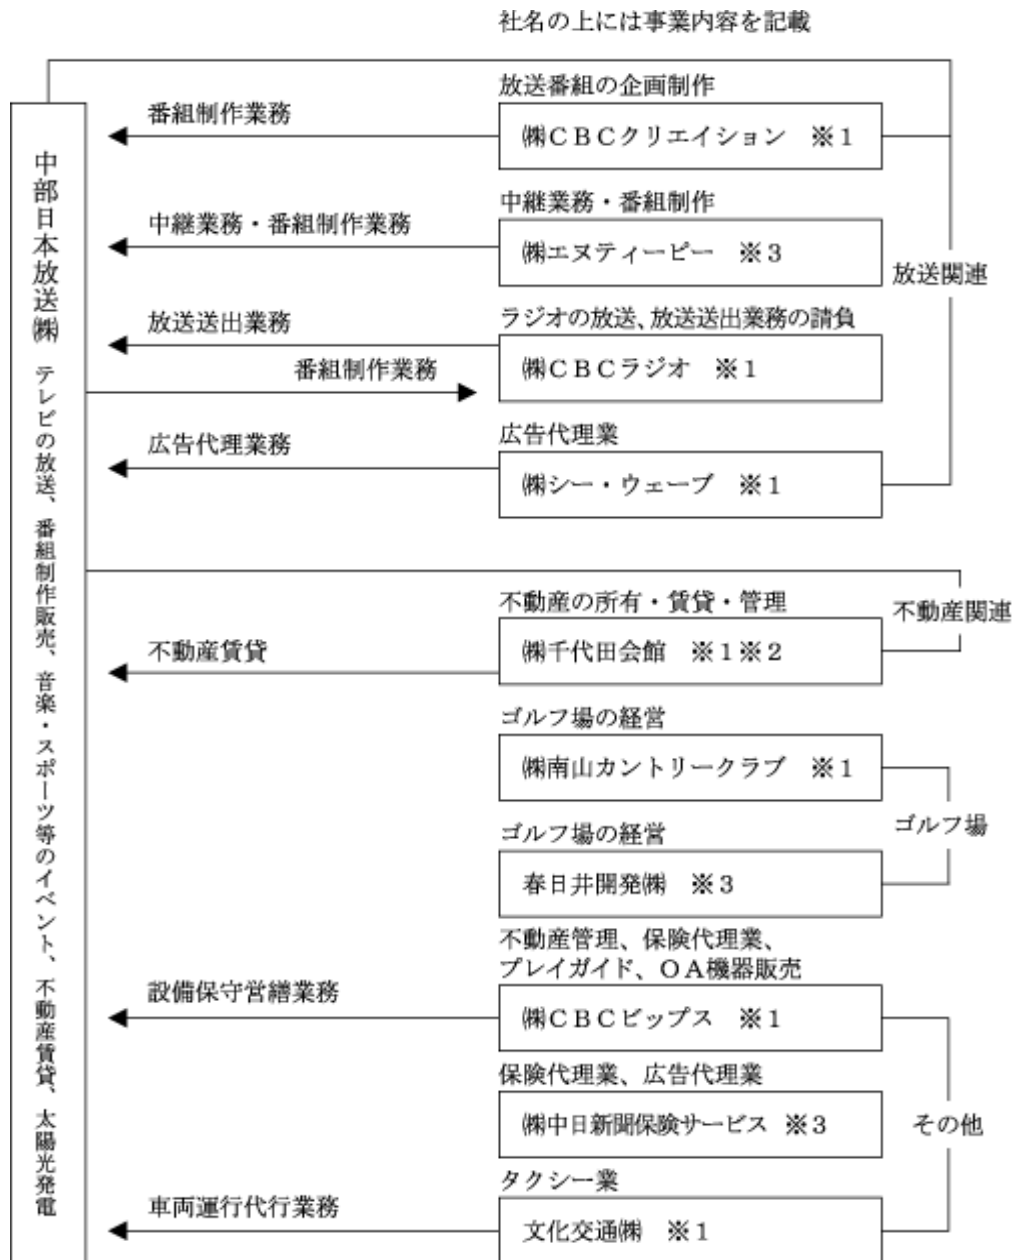 社名の上には事業内容を記載
中部日本放送㈱ テレビの放送、番組制作販売、音楽・スポーツ等のイベント、不動産賃貸、太陽光発電
放送番組の企画制作
番組制作業務
㈱ＣＢＣクリエイション ※１
中継業務・番組制作
中継業務・番組制作業務
㈱エヌティーピー ※３
放送関連
ラジオの放送、放送送出業務の請負
放送送出業務
㈱ＣＢＣラジオ ※１
番組制作業務
広告代理業
広告代理業務
㈱シー・ウェーブ ※１
不動産の所有・賃貸・管理
不動産関連
不動産賃貸
㈱千代田会館 ※１※２
ゴルフ場の経営
㈱南山カントリークラブ ※１
ゴルフ場
ゴルフ場の経営
春日井開発㈱ ※３
不動産管理、保険代理業、
プレイガイド、ＯＡ機器販売
設備保守営繕業務
㈱ＣＢＣビップス ※１
保険代理業、広告代理業
㈱中日新聞保険サービス ※３
その他
タクシー業
車両運行代行業務
文化交通㈱ ※１